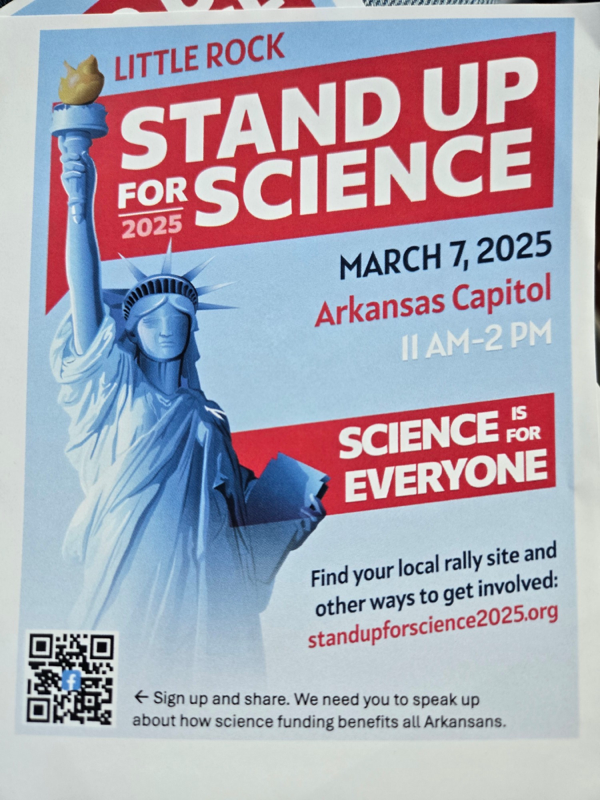 LITTLE ROCK
STAND UP
FOR SCIENCE
2025
MARCH 7, 2025
Arkansas Capitol
11 AM–2 PM
SCIENCE IS FOR
EVERYONE
Find your local rally site and
other ways to get involved:
standupforscience2025.org
← Sign up and share. We need you to speak up
about how science funding benefits all Arkansans.